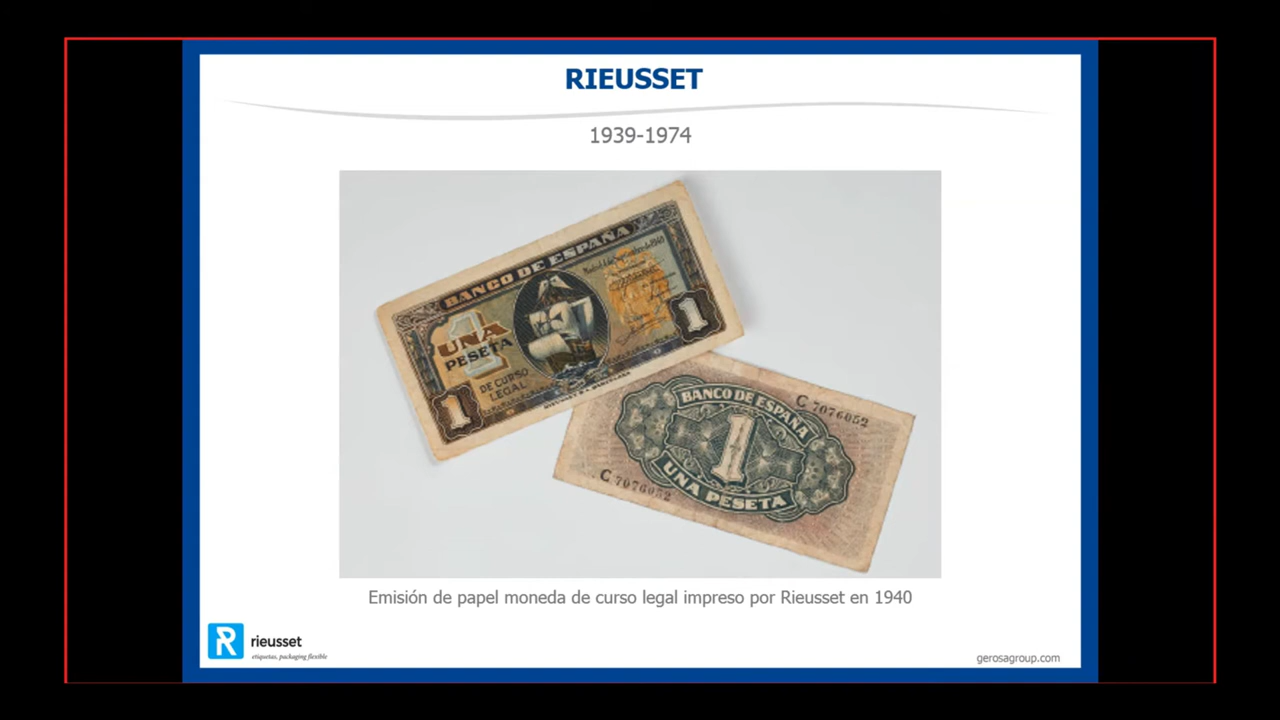 RIEUSSET
1939-1974
BANCO DE ESPAÑA
UNA
PESETA
DE CURSO
LEGAL
1
1
BANCO DE ESPAÑA
C 7076052
1
C 7076052
UNA PESETA
Emisión de papel moneda de curso legal impreso por Rieusset en 1940
R rieusset
etiquetas, packaging flexible
gerosagroup.com